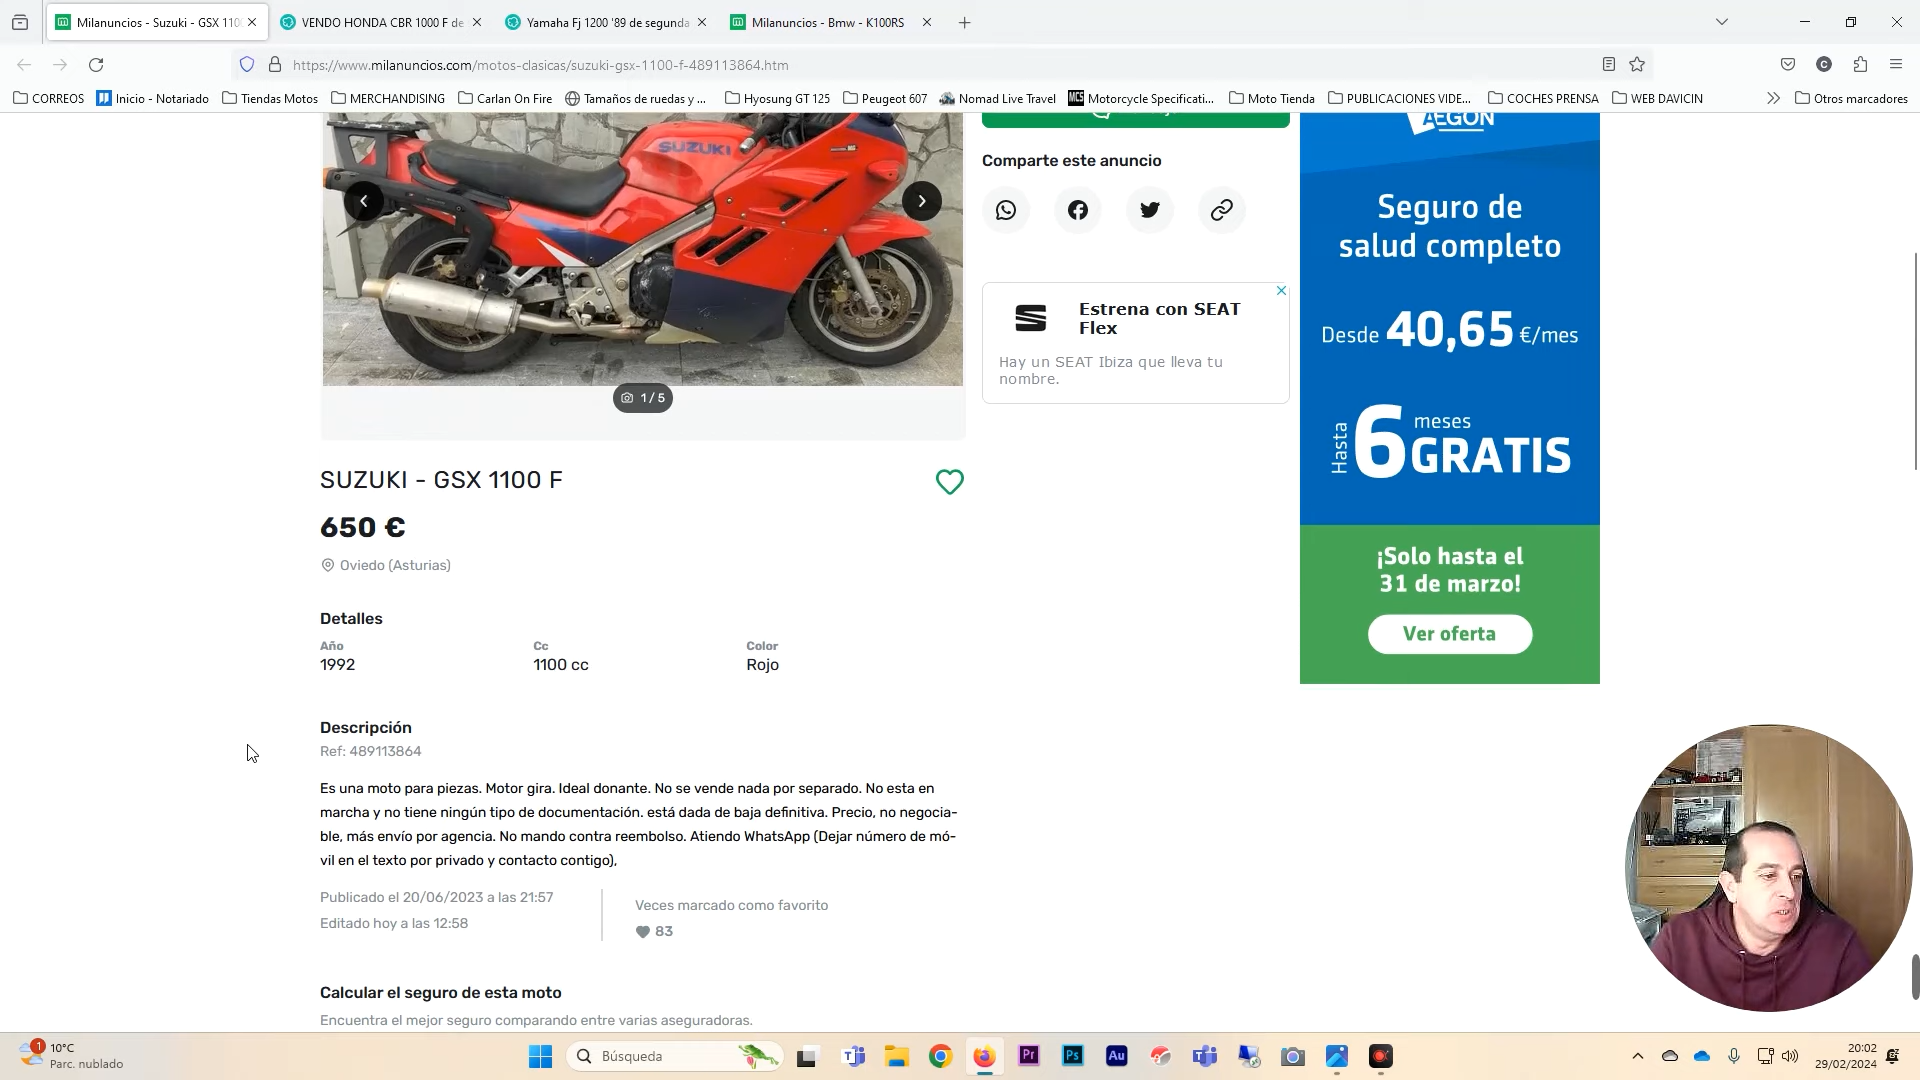 Milanuncios - Suzuki - GSX 110
VENDO HONDA CBR 1000 F de
Yamaha Fj 1200 '89 de segunda
Milanuncios - Bmw - K100RS
https://www.milanuncios.com/motos-clasicas/suzuki-gsx-1100-f-489113864.htm
CORREOS
Inicio - Notariado
Tiendas Motos
MERCHANDISING
Carlan On Fire
Tamaños de ruedas y ...
Hyosung GT 125
Peugeot 607
Nomad Live Travel
Motorcycle Specificati...
Moto Tienda
PUBLICACIONES VIDE...
COCHES PRENSA
WEB DAVICIN
Otros marcadores
SUZUKI
1 / 5
Comparte este anuncio
Estrena con SEAT
Flex
Hay un SEAT Ibiza que lleva tu
nombre.
AEGON
Seguro de
salud completo
Desde 40,65 €/mes
Hasta 6 meses GRATIS
¡Solo hasta el
31 de marzo!
Ver oferta
SUZUKI - GSX 1100 F
650 €
Oviedo (Asturias)
Detalles
Año
Cc
Color
1992
1100 cc
Rojo
Descripción
Ref: 489113864
Es una moto para piezas. Motor gira. Ideal donante. No se vende nada por separado. No esta en
marcha y no tiene ningún tipo de documentación. está dada de baja definitiva. Precio, no negocia-
ble, más envío por agencia. No mando contra reembolso. Atiendo WhatsApp (Dejar número de mó-
vil en el texto por privado y contacto contigo),
Publicado el 20/06/2023 a las 21:57
Editado hoy a las 12:58
Veces marcado como favorito
83
Calcular el seguro de esta moto
Encuentra el mejor seguro comparando entre varias aseguradoras.
1
10°C
Parc. nublado
Búsqueda
Pr
Ps
Au
20:02
29/02/2024